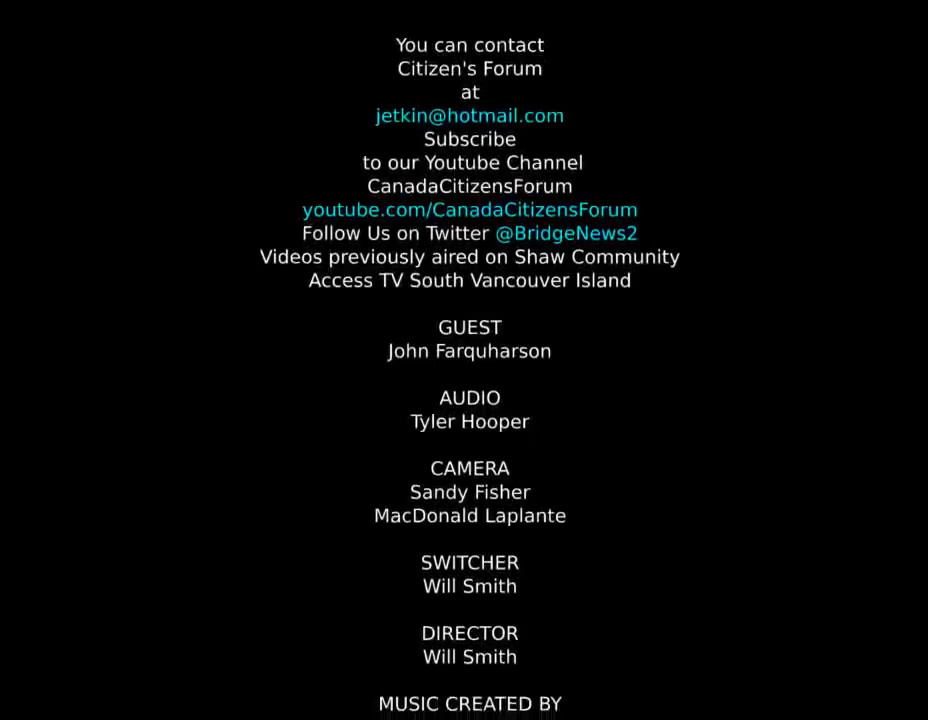 You can contact
Citizen's Forum
at
jetkin@hotmail.com
Subscribe
to our Youtube Channel
CanadaCitizensForum
youtube.com/CanadaCitizensForum
Follow Us on Twitter @BridgeNews2
Videos previously aired on Shaw Community
Access TV South Vancouver Island
GUEST
John Farquharson
AUDIO
Tyler Hooper
CAMERA
Sandy Fisher
MacDonald Laplante
SWITCHER
Will Smith
DIRECTOR
Will Smith
MUSIC CREATED BY